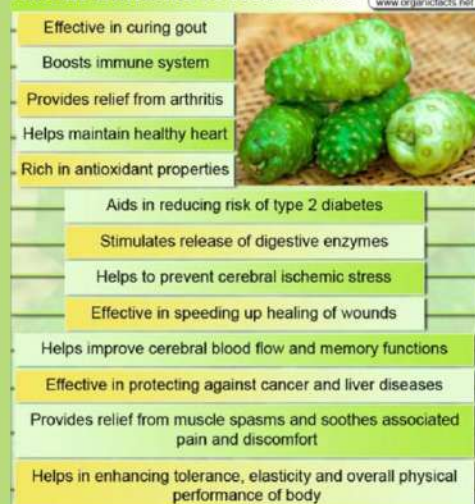 www.organicfacts.net
Effective in curing gout
Boosts immune system
Provides relief from arthritis
Helps maintain healthy heart
Rich in antioxidant properties
Aids in reducing risk of type 2 diabetes
Stimulates release of digestive enzymes
Helps to prevent cerebral ischemic stress
Effective in speeding up healing of wounds
Helps improve cerebral blood flow and memory functions
Effective in protecting against cancer and liver diseases
Provides relief from muscle spasms and soothes associated
pain and discomfort
Helps in enhancing tolerance, elasticity and overall physical
performance of body